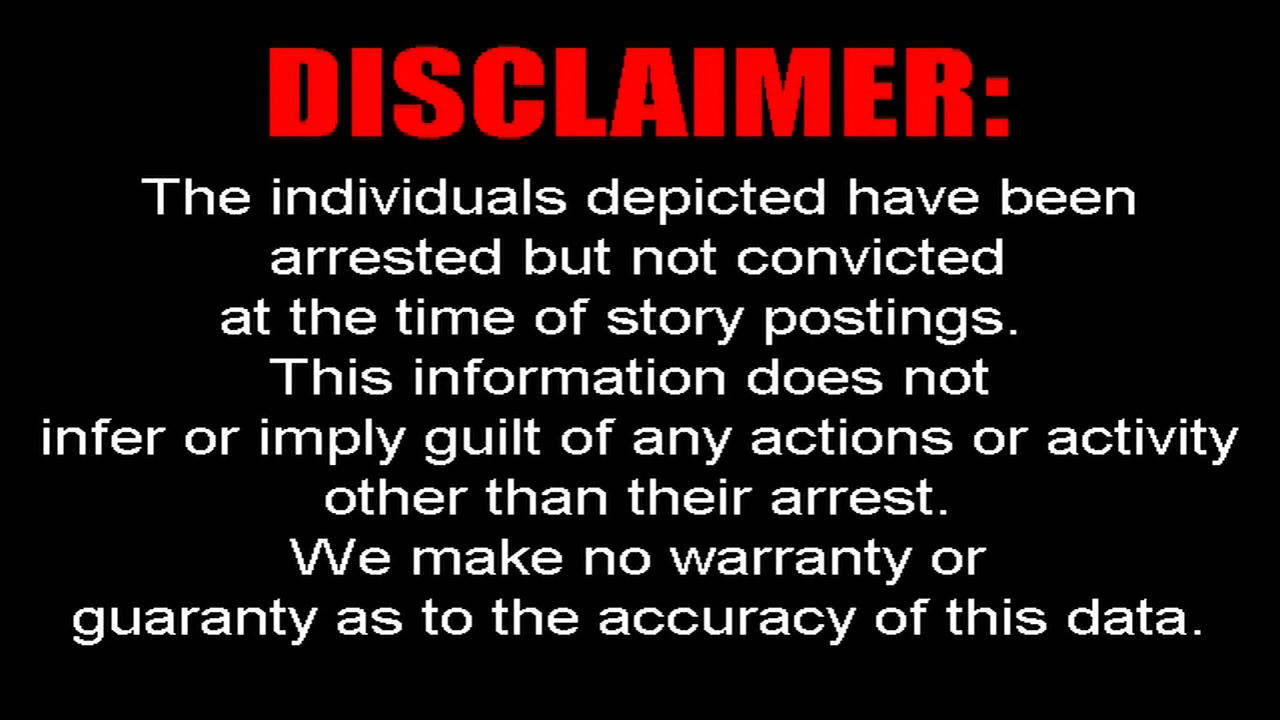 DISCLAIMER:
The individuals depicted have been
arrested but not convicted
at the time of story postings.
This information does not
infer or imply guilt of any actions or activity
other than their arrest.
We make no warranty or
guaranty as to the accuracy of this data.